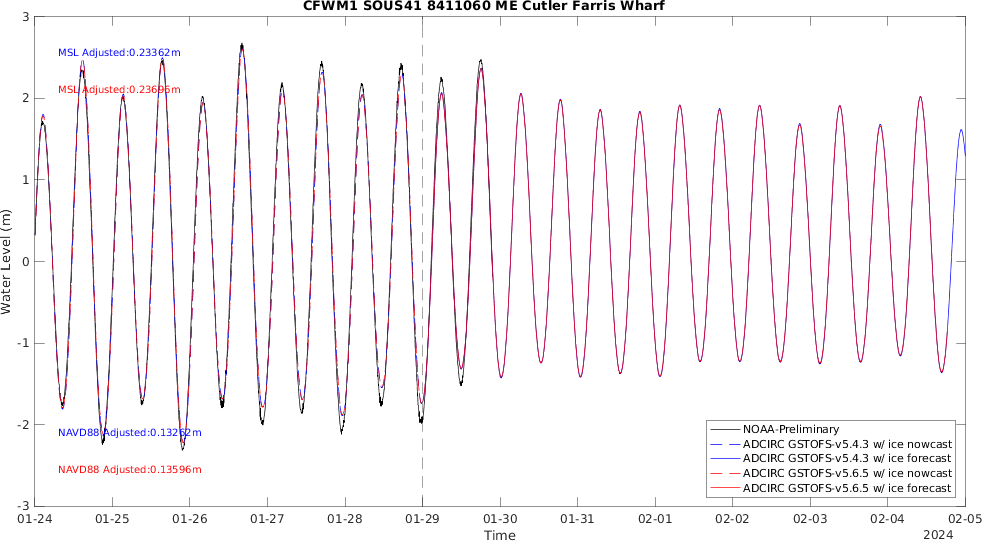 CFWM1 SOUS41 8411060 ME Cutler Farris Wharf
3
2
1
0
-1
-2
-3
Water Level (m)
MSL Adjusted:0.23362m
MSL Adjusted:0.23696m
NAVD88 Adjusted:0.13262m
NAVD88 Adjusted:0.13596m
NOAA-Preliminary
ADCIRC GSTOFS-v5.4.3 w/ ice nowcast
ADCIRC GSTOFS-v5.4.3 w/ ice forecast
ADCIRC GSTOFS-v5.6.5 w/ ice nowcast
ADCIRC GSTOFS-v5.6.5 w/ ice forecast
01-24 01-25 01-26 01-27 01-28 01-29 01-30 01-31 02-01 02-02 02-03 02-04 02-05
Time
2024